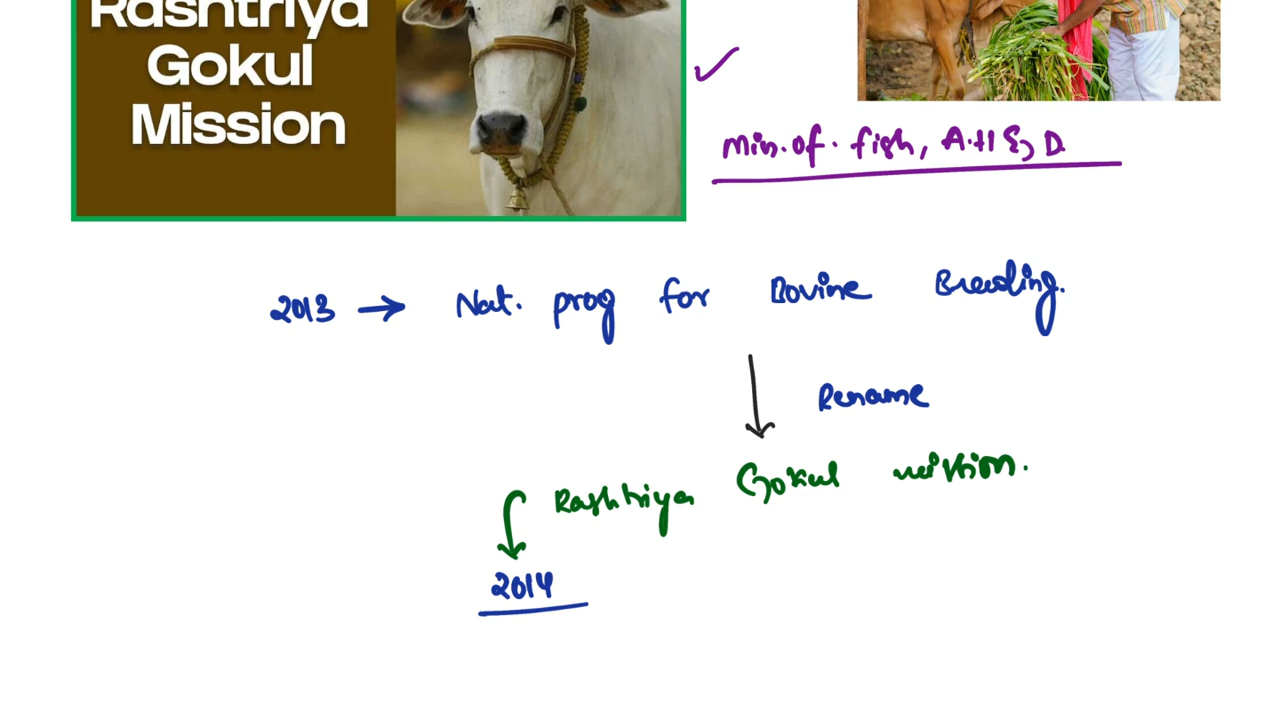 Rashtriya
Gokul
Mission
Min. of. fish, A.H & D.
2013 → Nat. prog for Bovine Breeding.
Rename
Rashtriya Gokul mission.
2014